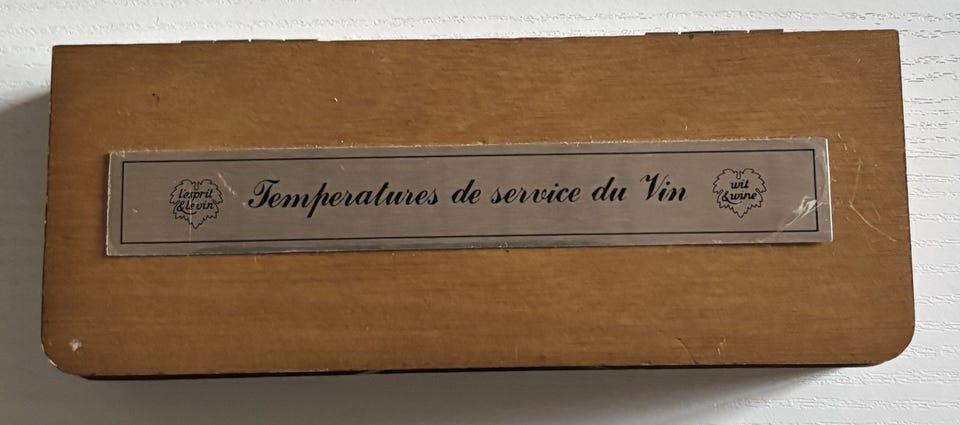 l'esprit
& le vin
Temperatures de service du Vin
wit
& wine